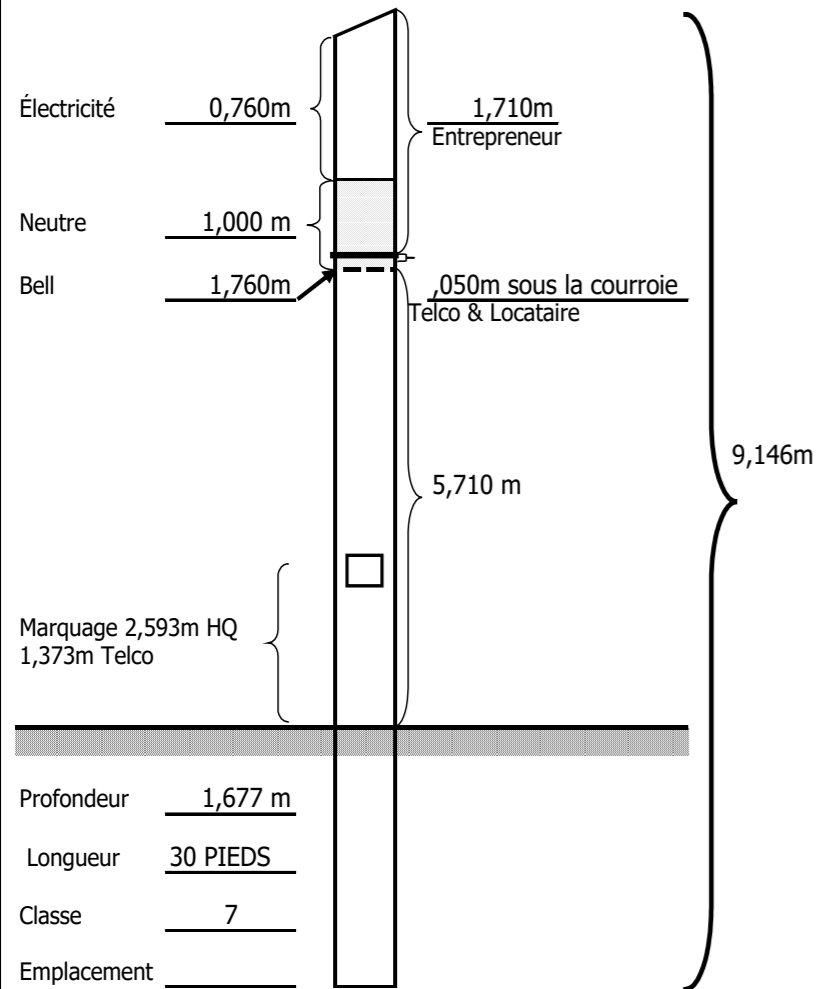 Électricité 0,760m
1,710m
Entrepreneur
Neutre 1,000 m
Bell 1,760m
,050m sous la courroie
Telco & Locataire
9,146m
5,710 m
Marquage 2,593m HQ
1,373m Telco
Profondeur 1,677 m
Longueur 30 PIEDS
Classe 7
Emplacement